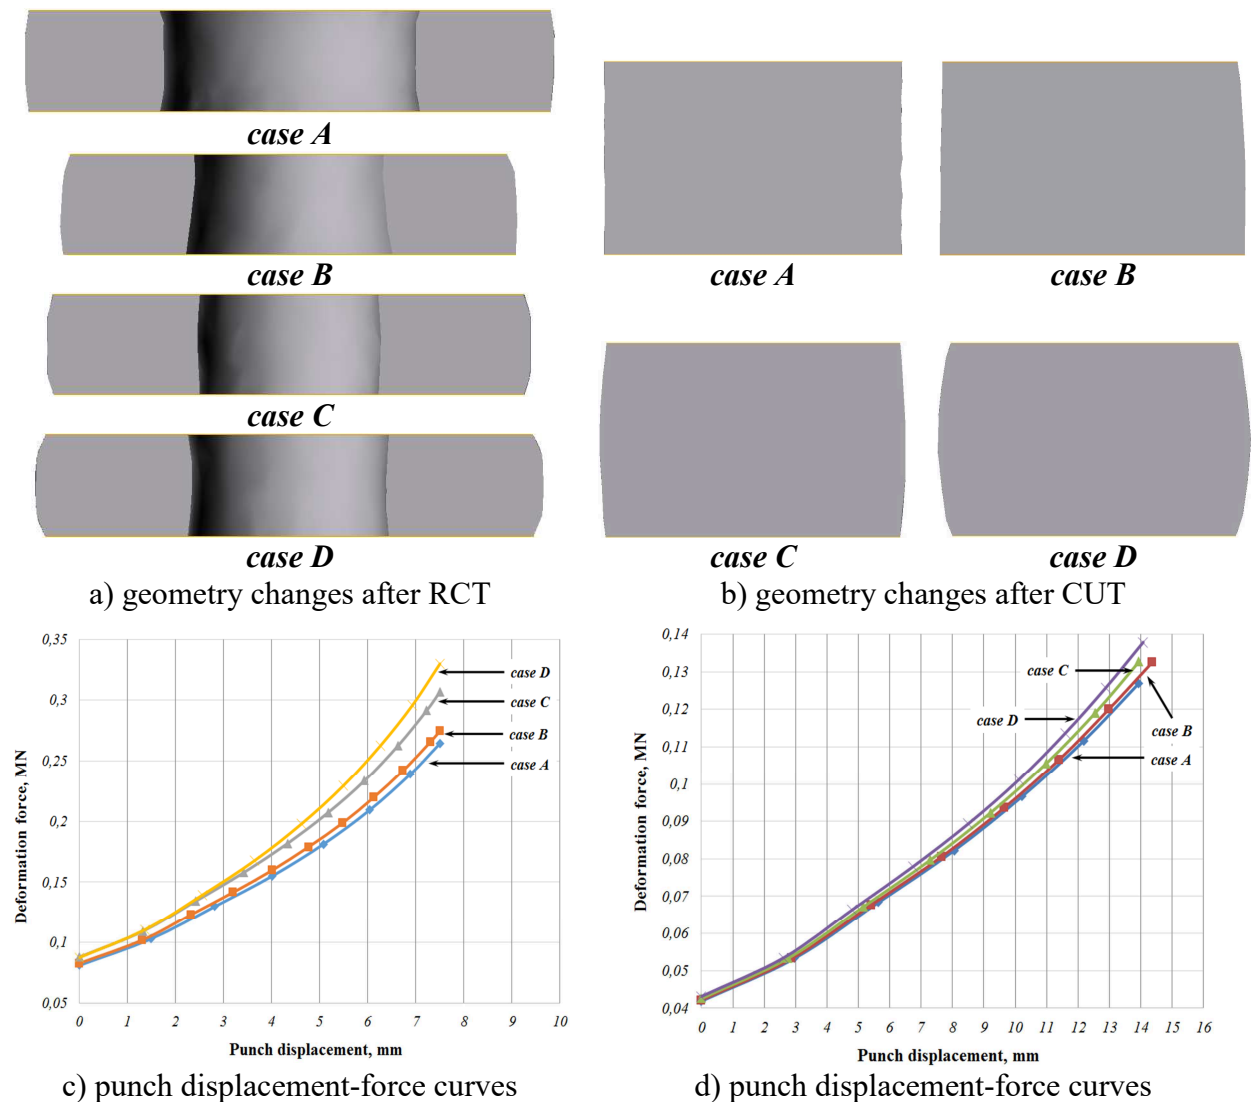 case A
case B
case C
case D
a) geometry changes after RCT
case A
case B
case C
case D
b) geometry changes after CUT
0,35
0,3
0,25
0,2
0,15
0,1
0,05
Deformation force, MN
case D
case C
case B
case A
0 1 2 3 4 5 6 7 8 9 10
Punch displacement, mm
c) punch displacement-force curves
0,14
0,13
0,12
0,11
0,1
0,09
0,08
0,07
0,06
0,05
0,04
Deformation force, MN
case C
case D
case B
case A
0 1 2 3 4 5 6 7 8 9 10 11 12 13 14 15 16
Punch displacement, mm
d) punch displacement-force curves